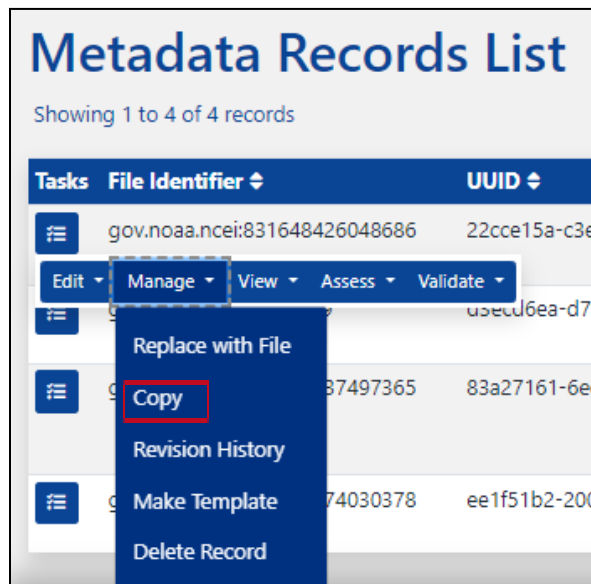 Metadata Records List
Showing 1 to 4 of 4 records
Tasks File Identifier UUID
gov.noaa.ncei:831648426048686 22cce15a-c3e
Edit Manage View Assess Validate
Replace with File
87497365 83a27161-6e
Copy
Revision History
Make Template
74030378 ee1f51b2-200
Delete Record